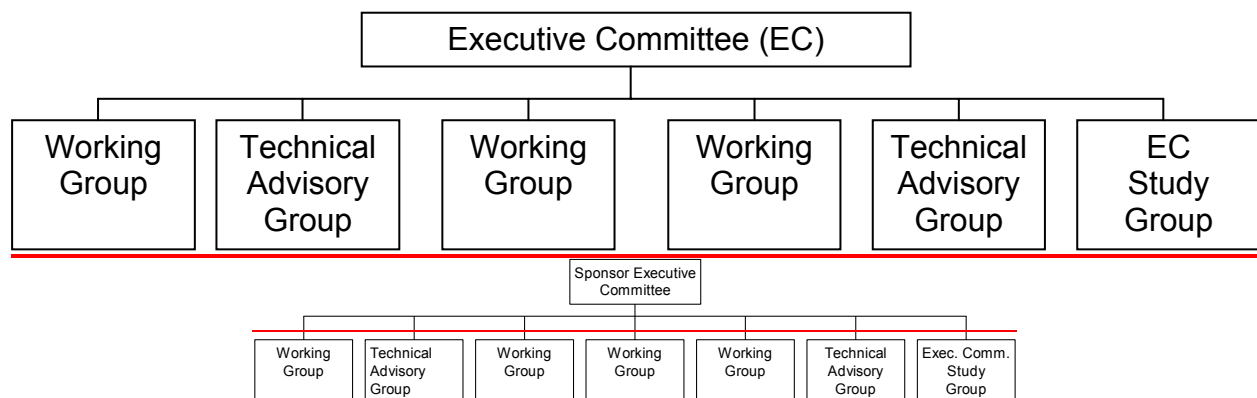 Executive Committee (EC)
Working
Group
Technical
Advisory
Group
Working
Group
Working
Group
Technical
Advisory
Group
EC
Study
Group
Sponsor Executive
Committee
Working
Group
Technical
Advisory
Group
Working
Group
Working
Group
Working
Group
Technical
Advisory
Group
Exec. Comm.
Study
Group